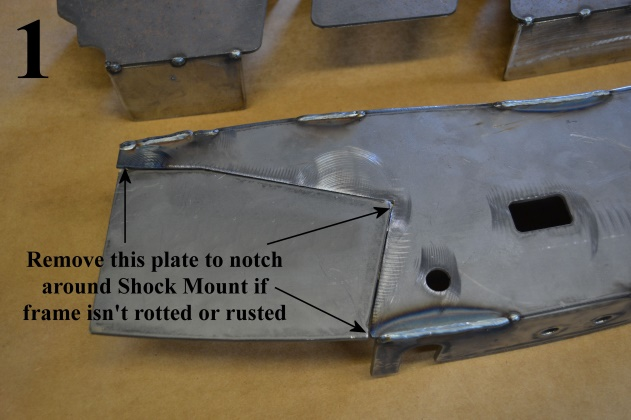 1
Remove this plate to notch
around Shock Mount if
frame isn't rotted or rusted